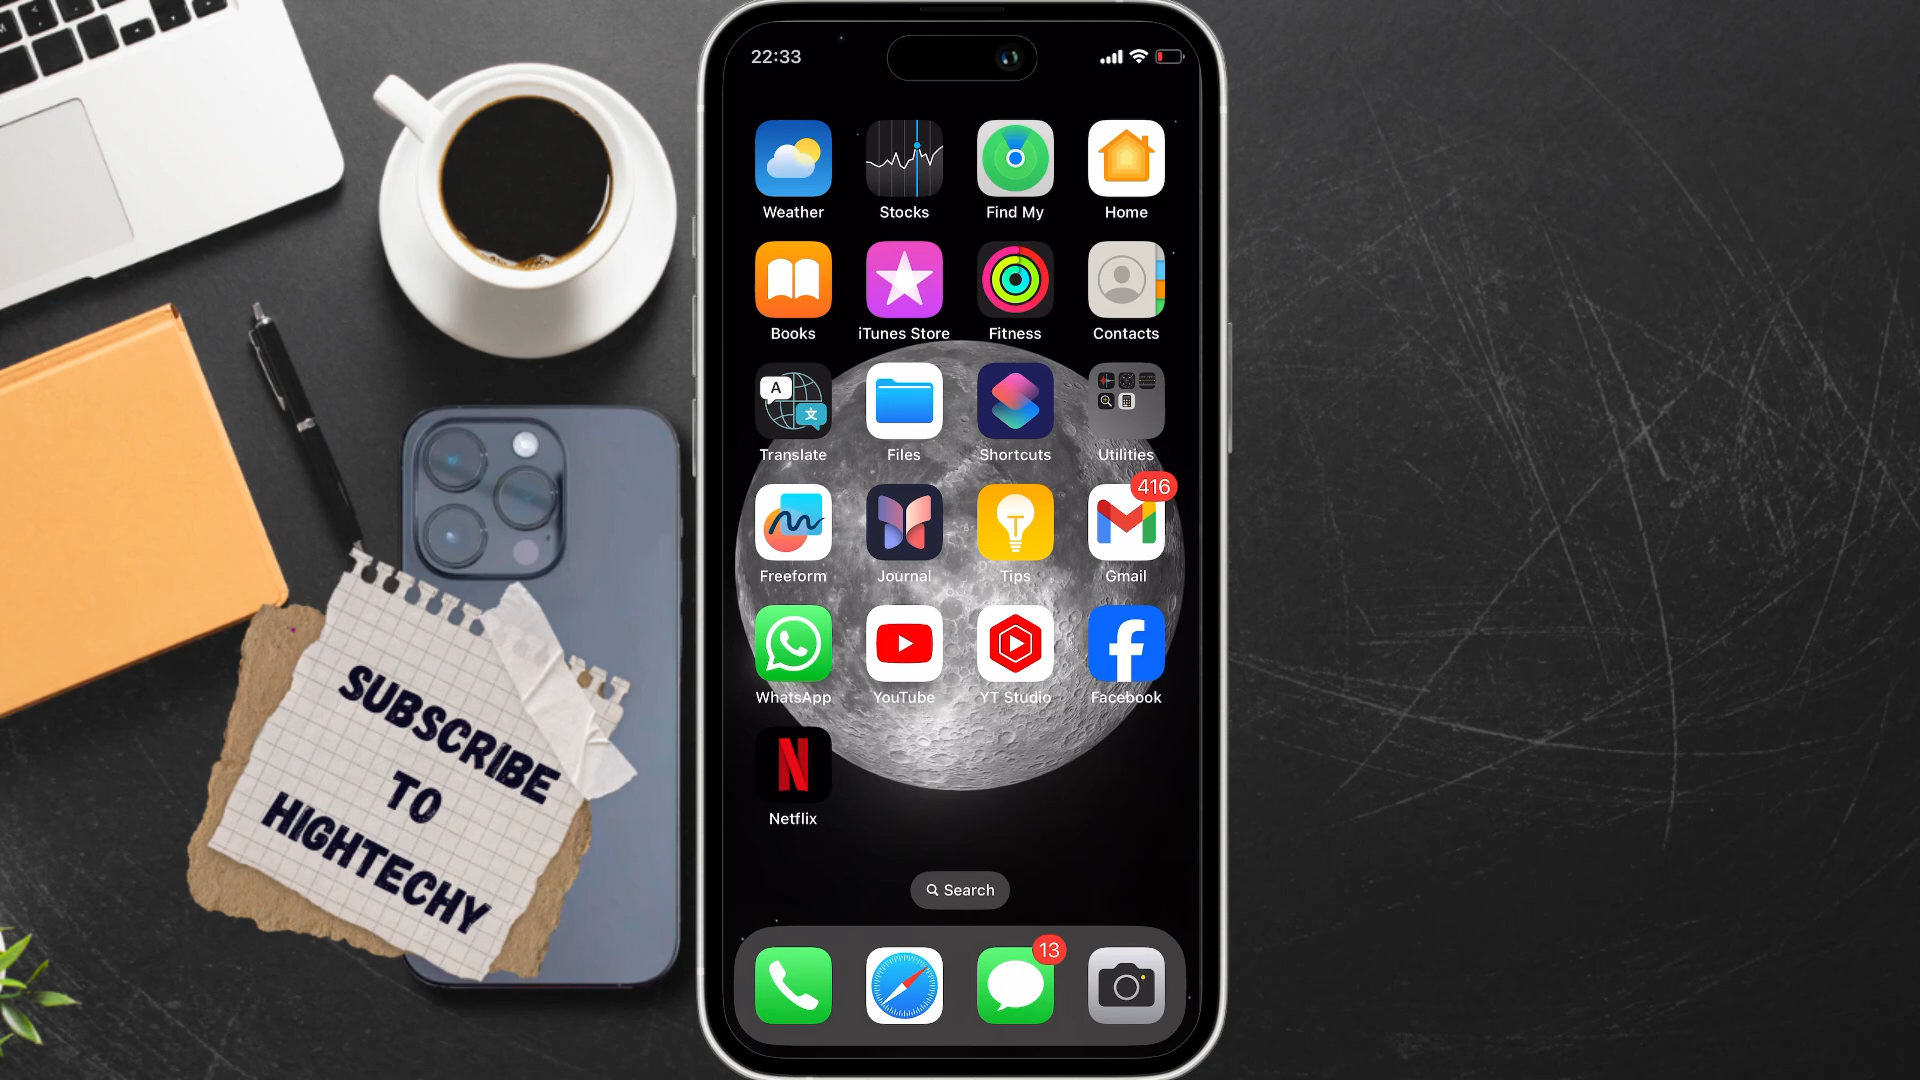 22:33
Weather Stocks Find My Home
Books iTunes Store Fitness Contacts
A 文
Translate Files Shortcuts Utilities
416
Freeform Journal Tips Gmail
WhatsApp YouTube YT Studio Facebook
N
Netflix
Search
13
SUBSCRIBE
TO
HIGHTECHY